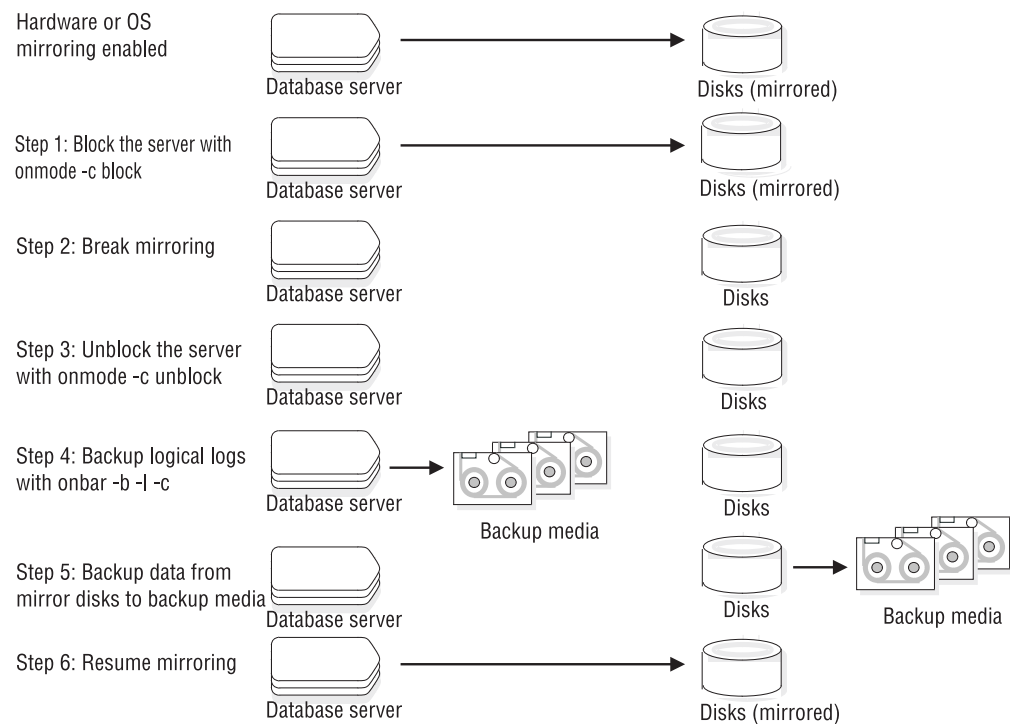 Hardware or OS
mirroring enabled
Database server
Disks (mirrored)
Step 1: Block the server with
onmode -c block
Database server
Disks (mirrored)
Step 2: Break mirroring
Database server
Disks
Step 3: Unblock the server
with onmode -c unblock
Database server
Disks
Step 4: Backup logical logs
with onbar -b -l -c
Database server
Backup media
Disks
Step 5: Backup data from
mirror disks to backup media
Database server
Disks
Backup media
Step 6: Resume mirroring
Database server
Disks (mirrored)